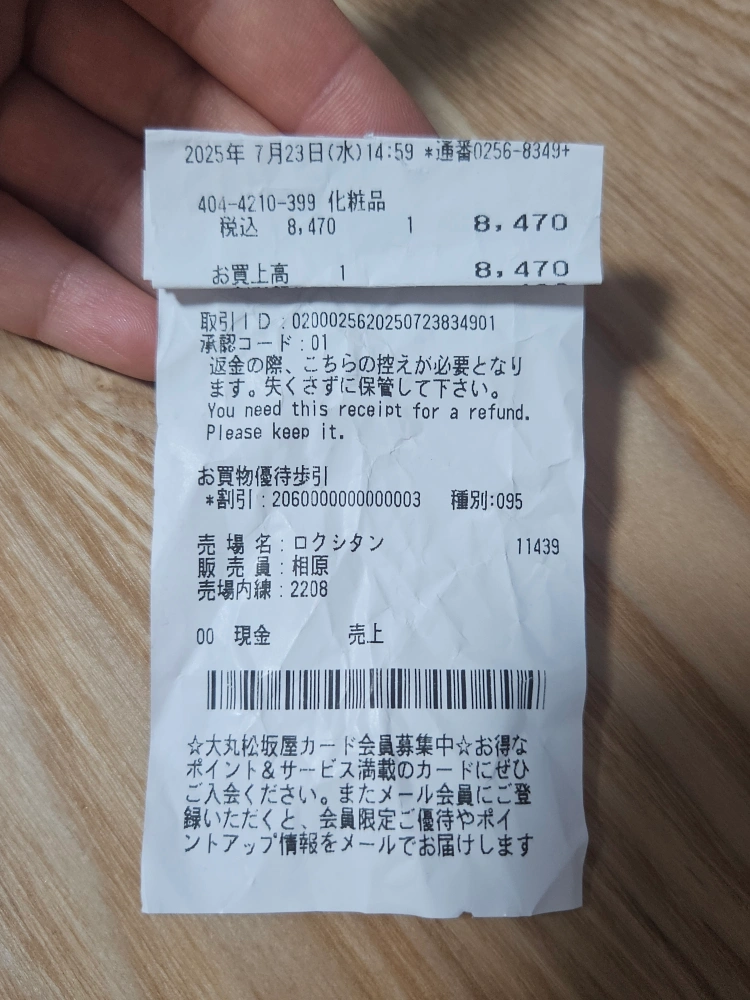 2025年 7月23日(水)14:59 *通番0256-8349+
404-4210-399 化粧品
税込 8,470 1 8,470
お買上高 1 8,470
取引ID:0200025620250723834901
承認コード:01
返金の際、こちらの控えが必要となり
ます。失くさずに保管して下さい。
You need this receipt for a refund.
Please keep it.
お買物優待歩引
*割引:2060000000000003 種別:095
売 場 名:ロクシタン 11439
販 売 員:相原
売場内線:2208
00 現金 売上
☆大丸松坂屋カード会員募集中☆お得な
ポイント&サービス満載のカードにぜひ
ご入会ください。またメール会員にご登
録いただくと、会員限定ご優待やポイ
ントアップ情報をメールでお届けします